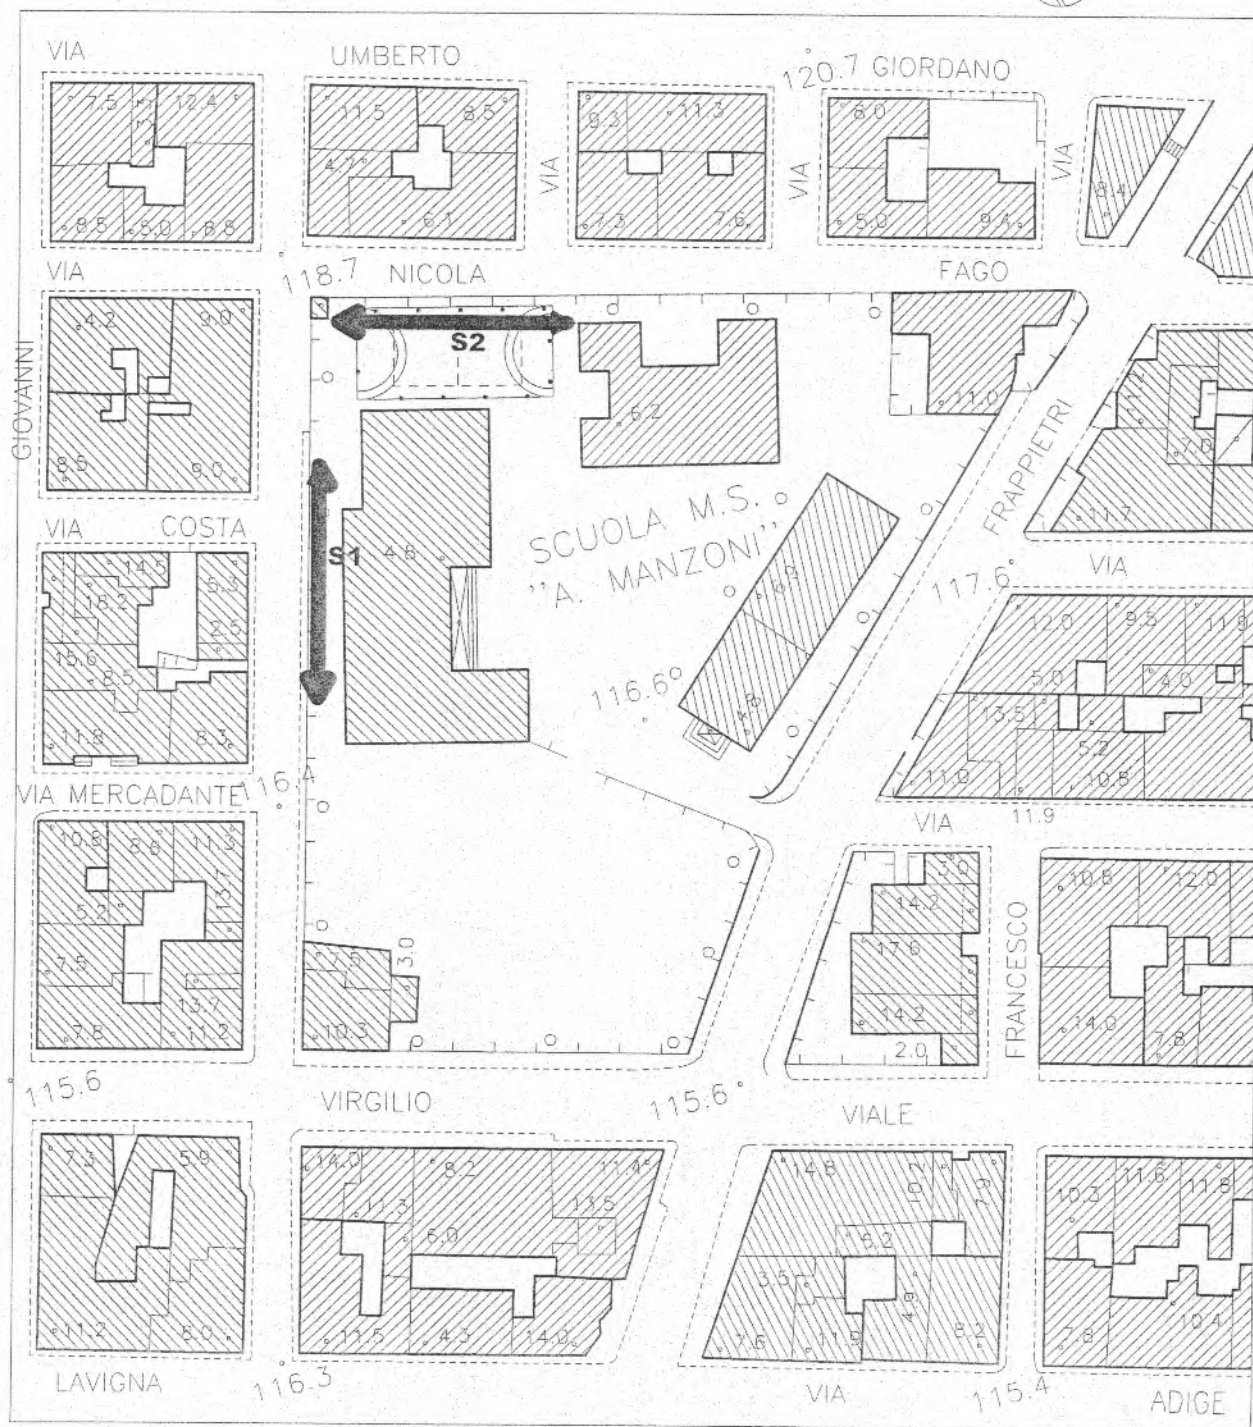 VIA UMBERTO 120.7 GIORDANO
7.5 3.5 12.4 11.5 8.5 9.3 11.3 8.0
VIA VIA VIA
4.7 8.4
8.5 6.0 8.8 6.1 7.3 7.6 5.0 9.4
VIA 118.7 NICOLA FAGO
4.2 9.0
S2
GIOVANNI
6.2 11.0
FRAPPIETRI
7.0
8.5 9.0
11.7
SCUOLA M.S.
"A. MANZONI"
VIA COSTA
14.5 5.3
18.2 2.5
4.8
S1
117.6 VIA
12.0 9.5
15.6
8.5
116.6
5.0 4.0
13.5
5.2
11.8 8.3
4.8
11.0 10.8
VIA MERCADANTE 116.4
11.9
VIA
10.8 8.6 11.3
13.7
5.2
3.0
14.2
10.8 12.0
FRANCESCO
17.8
7.5
7.5 3.0
13.7
7.8 11.2
10.3
14.2
2.0
14.0 7.8
115.6 VIRGILIO 115.6 VIALE
7.3 5.9
14.0 8.2 11.4
14.8 10.2 7.9
10.3 11.6 11.8
11.3 6.0 13.5
5.2
3.5
4.9
11.2 8.0
11.5 4.3 14.0
7.6 11.9 8.2
7.8 10.4
LAVIGNA 116.3 VIA 115.4 ADIGE